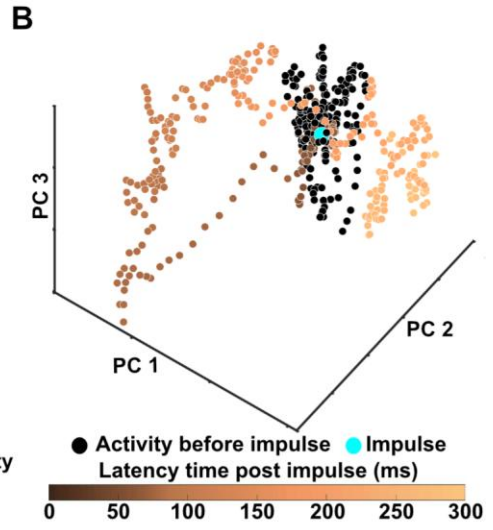 B
PC 3
PC 2
PC 1
Activity before impulse Impulse
ty
Latency time post impulse (ms)
0 50 100 150 200 250 300